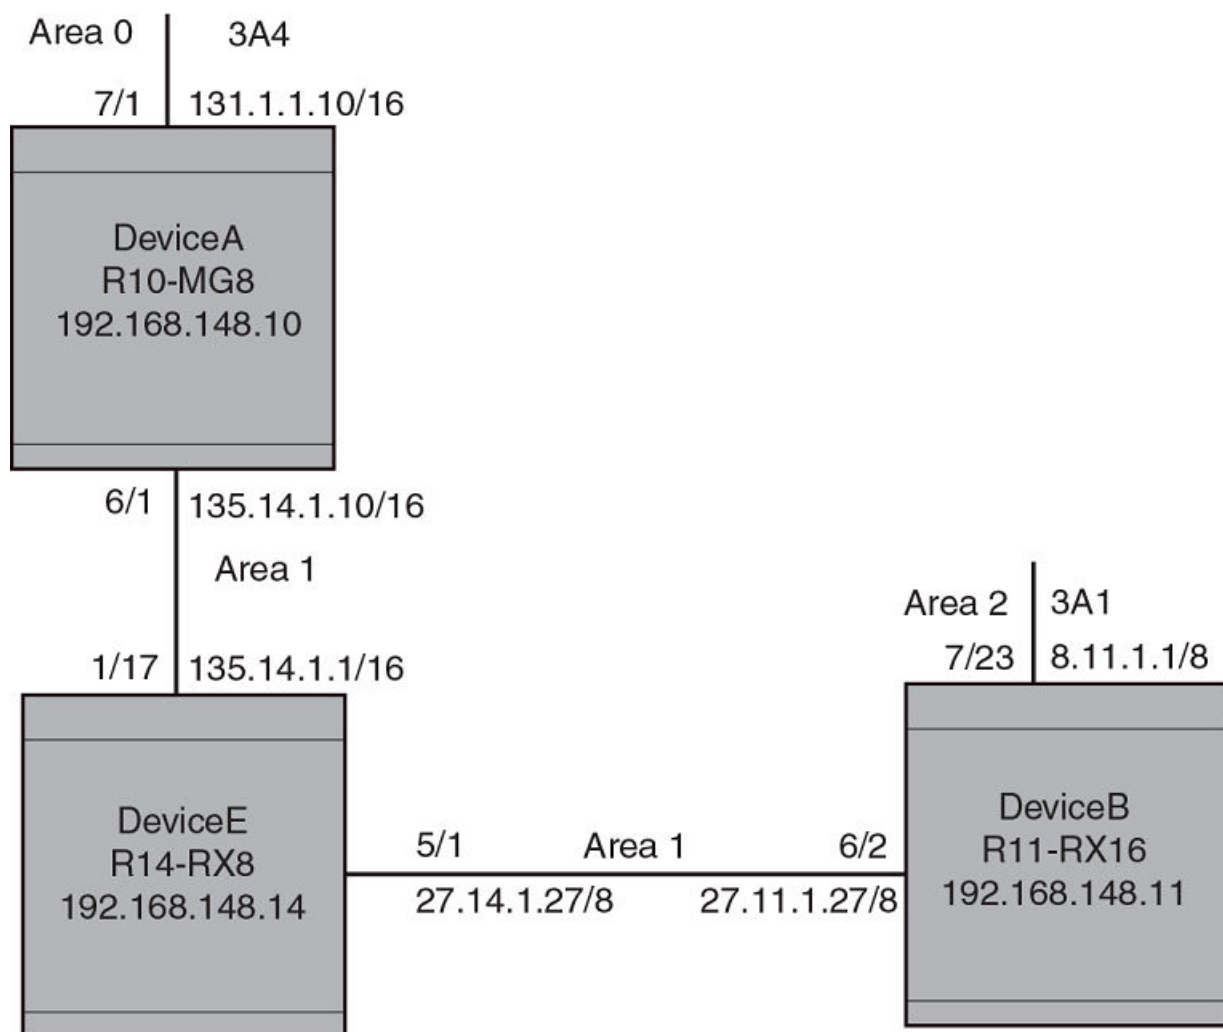 Area 0 3A4
7/1 131.1.1.10/16
DeviceA
R10-MG8
192.168.148.10
6/1 135.14.1.10/16
Area 1
Area 2 3A1
1/17 135.14.1.1/16
7/23 8.11.1.1/8
DeviceE
R14-RX8
192.168.148.14
5/1 Area 1 6/2
27.14.1.27/8 27.11.1.27/8
DeviceB
R11-RX16
192.168.148.11